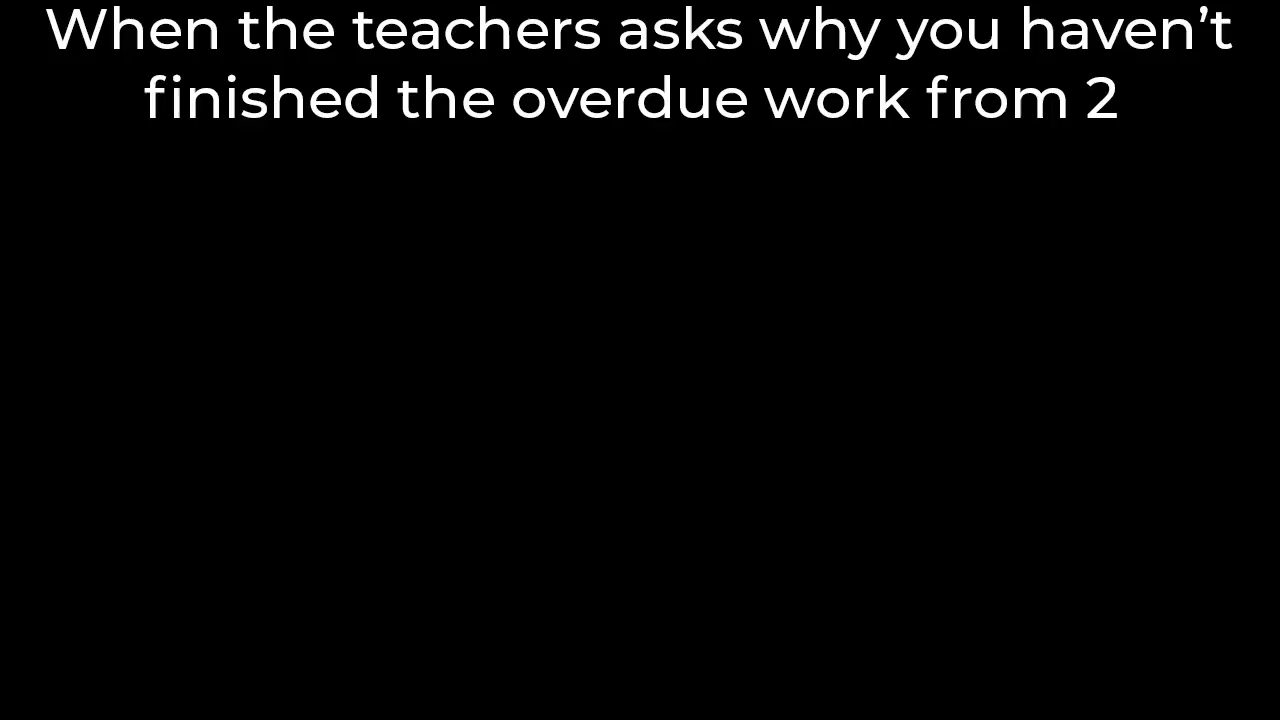 When the teachers asks why you haven’t
finished the overdue work from 2